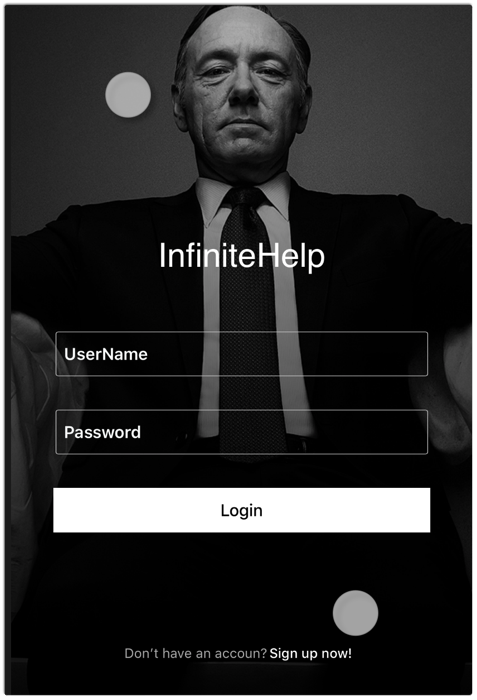 InfiniteHelp
UserName
Password
Login
Don't have an accoun? Sign up now!